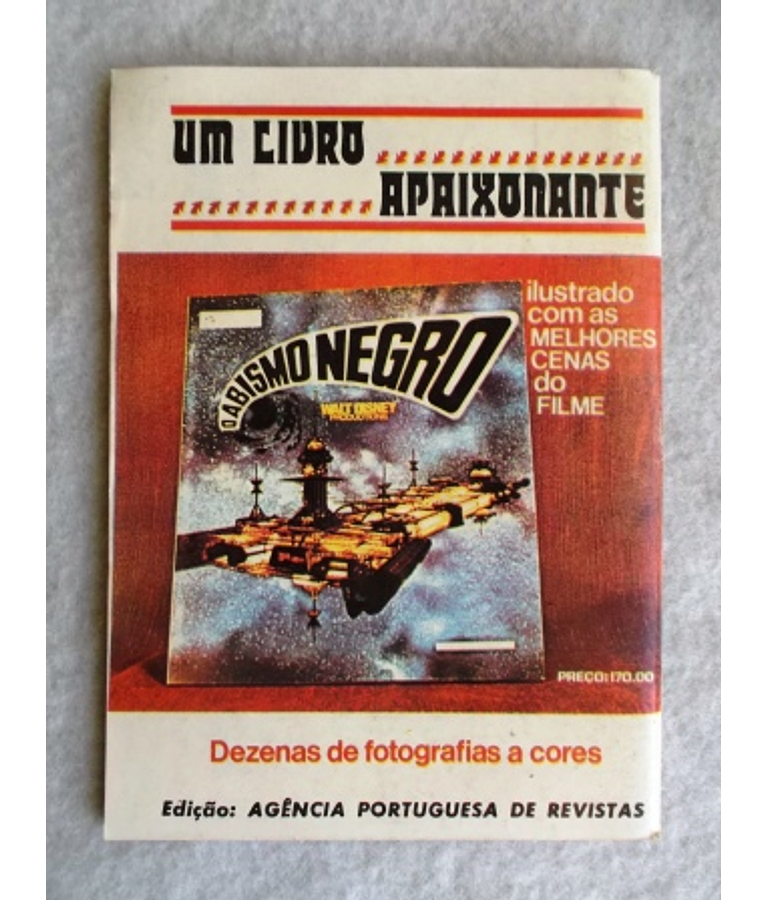 UM LIVRO
APAIXONANTE
ilustrado
com as
MELHORES
CENAS
do
FILME
O ABISMO NEGRO
WALT DISNEY
PRODUCTIONS
PREÇO: 170.00
Dezenas de fotografias a cores
Edição: AGÊNCIA PORTUGUESA DE REVISTAS